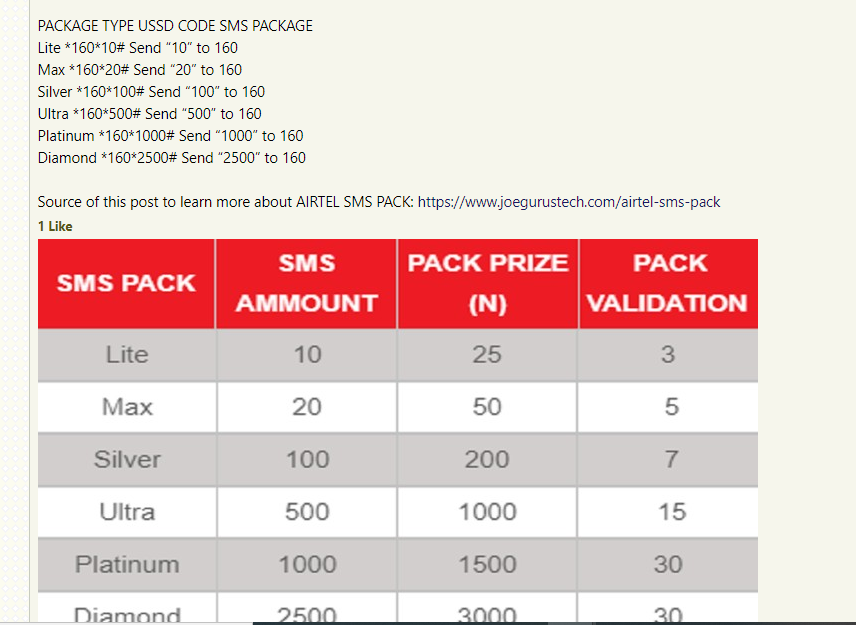 PACKAGE TYPE USSD CODE SMS PACKAGE
Lite *160*10# Send “10” to 160
Max *160*20# Send “20” to 160
Silver *160*100# Send “100” to 160
Ultra *160*500# Send “500” to 160
Platinum *160*1000# Send “1000” to 160
Diamond *160*2500# Send “2500” to 160
Source of this post to learn more about AIRTEL SMS PACK: https://www.joegurustech.com/airtel-sms-pack
1 Like
SMS PACK SMS AMMOUNT PACK PRIZE (N) PACK VALIDATION
Lite 10 25 3
Max 20 50 5
Silver 100 200 7
Ultra 500 1000 15
Platinum 1000 1500 30
Diamond 2500 3000 30